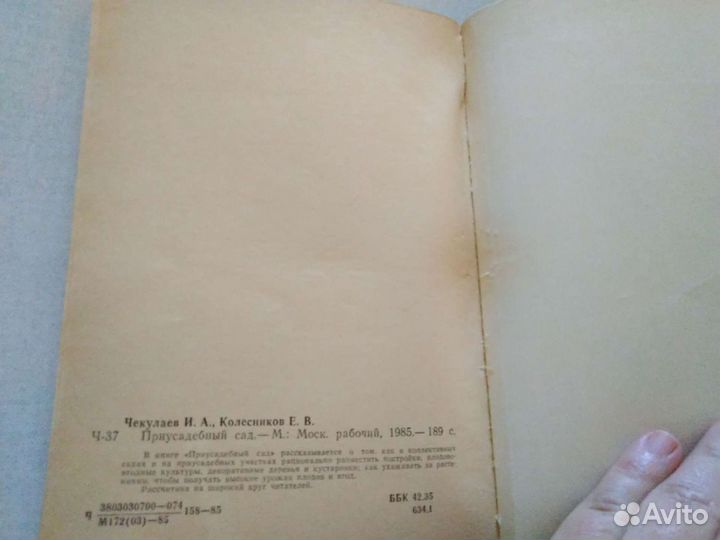 Чекулаев И. А., Колесников Е. В.
Ч-37 Приусадебный сад.— М.: Моск. рабочий, 1985.— 189 с.
В книге «Приусадебный сад» рассказывается о том, как в коллективных
садах и на приусадебных участках рационально разместить постройки, плодово-
ягодные культуры, декоративные деревья и кустарники; как ухаживать за расте-
ниями, чтобы получать высокие урожаи плодов и ягод.
Рассчитана на широкий круг читателей.
ч 3803030700—074
М172(03)—85 158—85
ББК 42.35
634.1
Avito